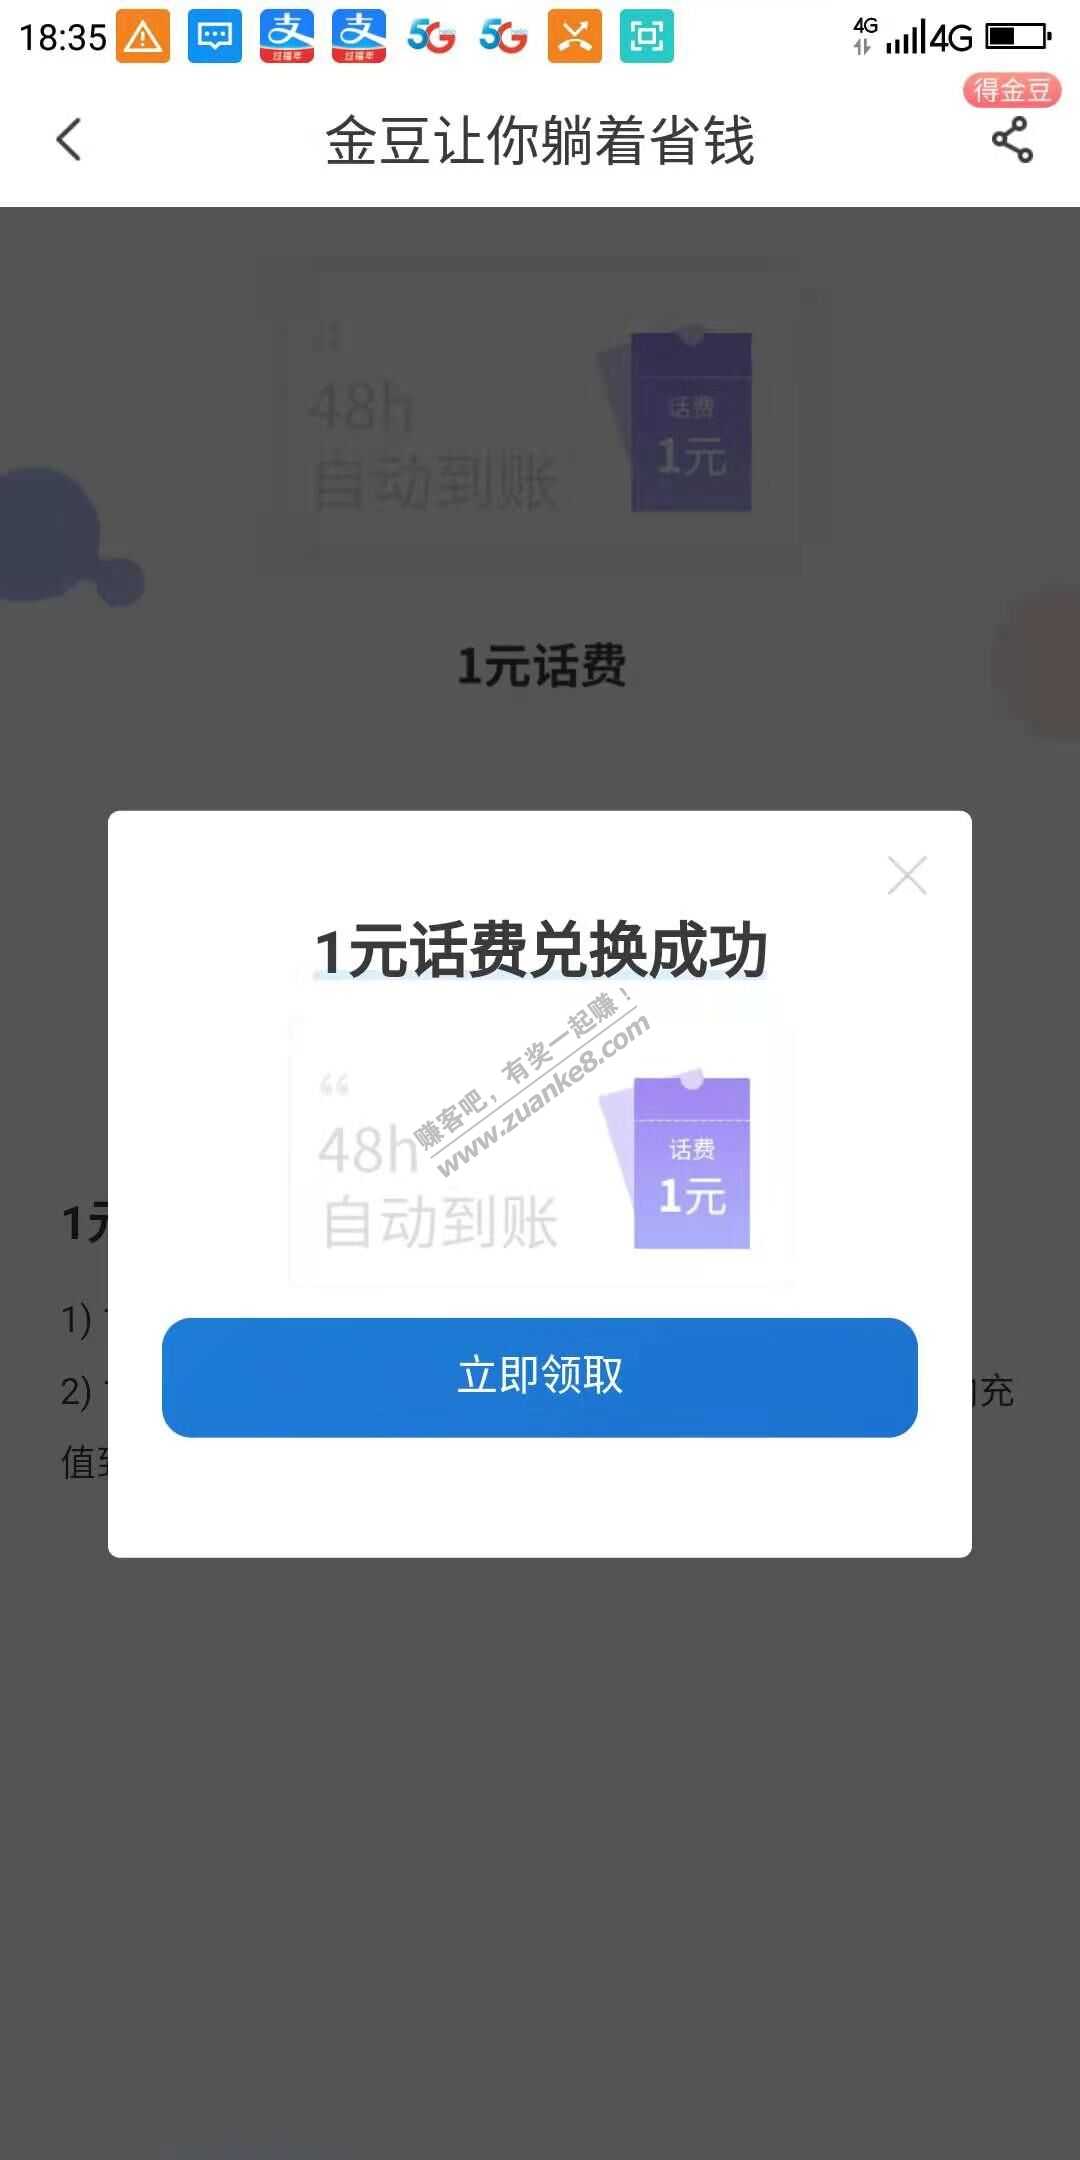 18:35
4G
4G
得金豆
金豆让你躺着省钱
48h
自动到账
话费
1元
1元话费
1元话费兑换成功
赚客吧，有奖一起赚！
www.zuanke8.com
“
48h
自动到账
话费
1元
1元
1)
2)
充
值到
立即领取